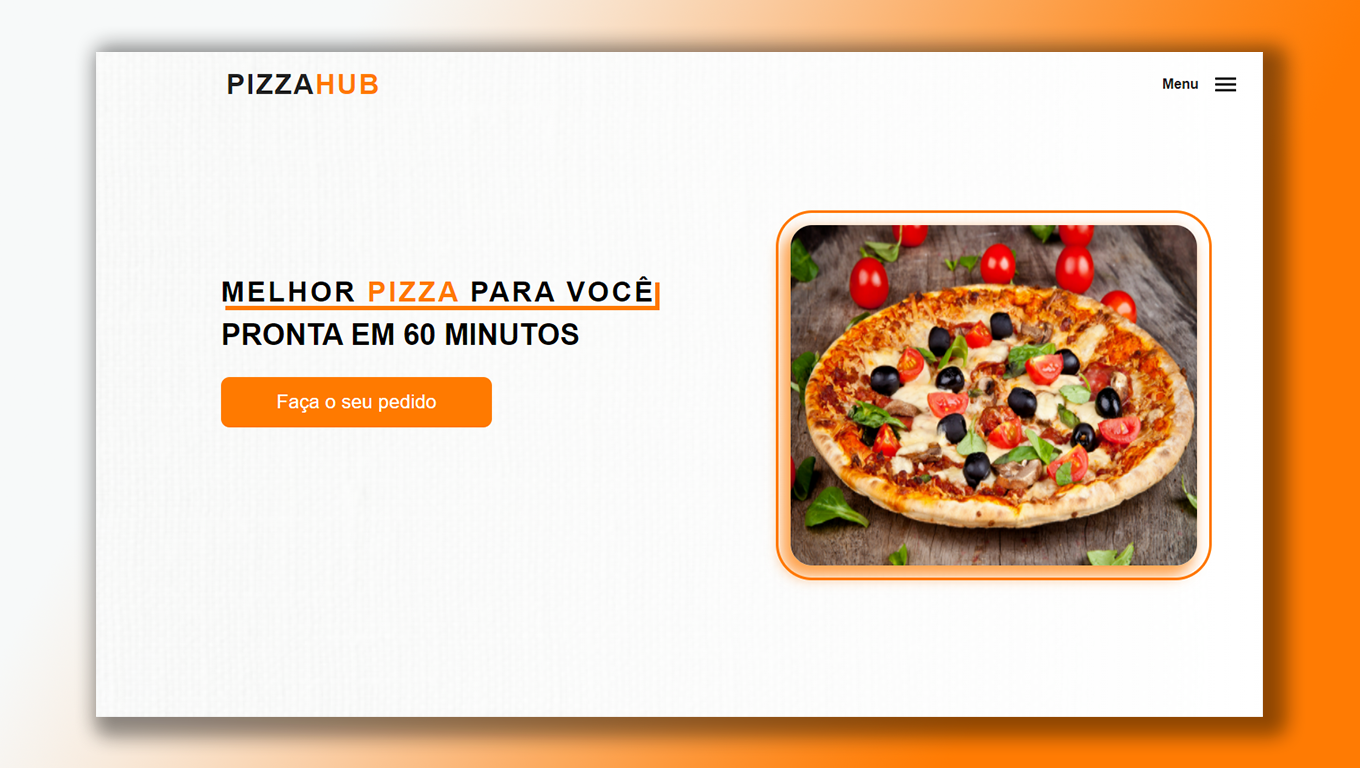 PIZZAHUB
Menu
MELHOR PIZZA PARA VOCÊ
PRONTA EM 60 MINUTOS
Faça o seu pedido